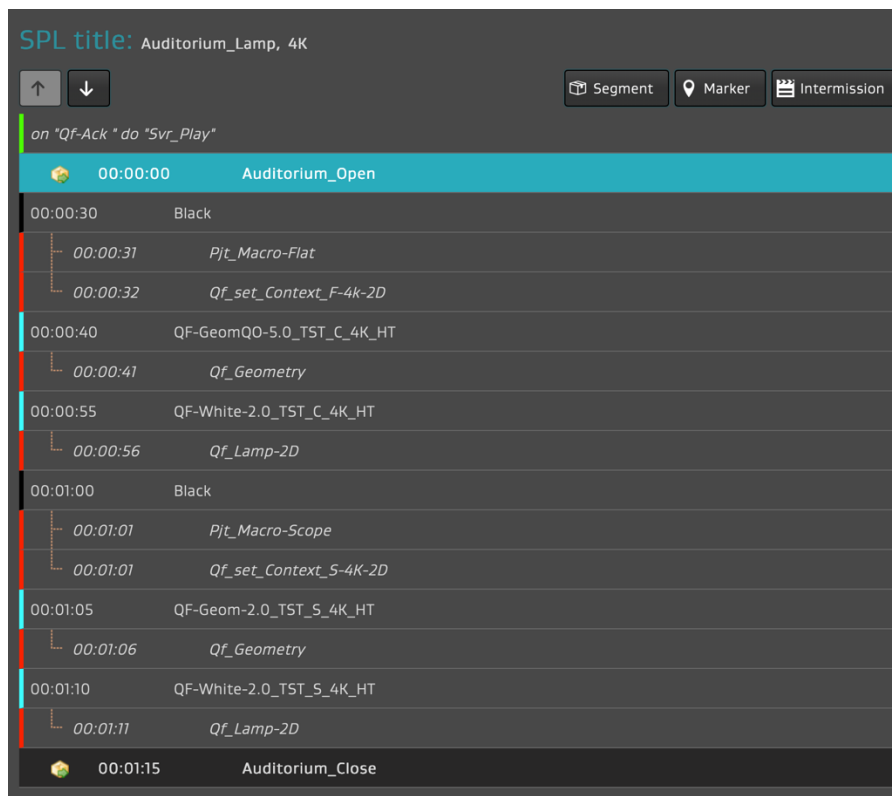 SPL title: Auditorium_Lamp, 4K
Segment Marker Intermission
on "Qf-Ack " do "Svr_Play"
00:00:00 Auditorium_Open
00:00:30 Black
00:00:31 Pjt_Macro-Flat
00:00:32 Qf_set_Context_F-4k-2D
00:00:40 QF-GeomQO-5.0_TST_C_4K_HT
00:00:41 Qf_Geometry
00:00:55 QF-White-2.0_TST_C_4K_HT
00:00:56 Qf_Lamp-2D
00:01:00 Black
00:01:01 Pjt_Macro-Scope
00:01:01 Qf_set_Context_S-4K-2D
00:01:05 QF-Geom-2.0_TST_S_4K_HT
00:01:06 Qf_Geometry
00:01:10 QF-White-2.0_TST_S_4K_HT
00:01:11 Qf_Lamp-2D
00:01:15 Auditorium_Close